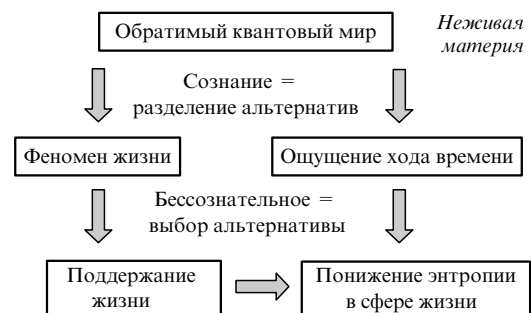 Обратимый квантовый мир
Неживая
материя
Сознание =
разделение альтернатив
Феномен жизни
Ощущение хода времени
Бессознательное =
выбор альтернативы
Поддержание
жизни
Понижение энтропии
в сфере жизни